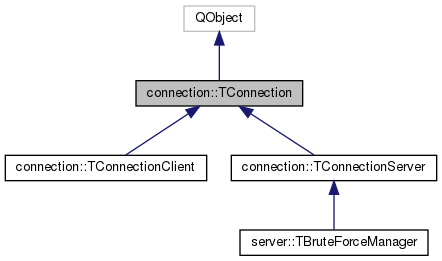 QObject
connection::TConnection
connection::TConnectionClient
connection::TConnectionServer
server::TBruteForceManager